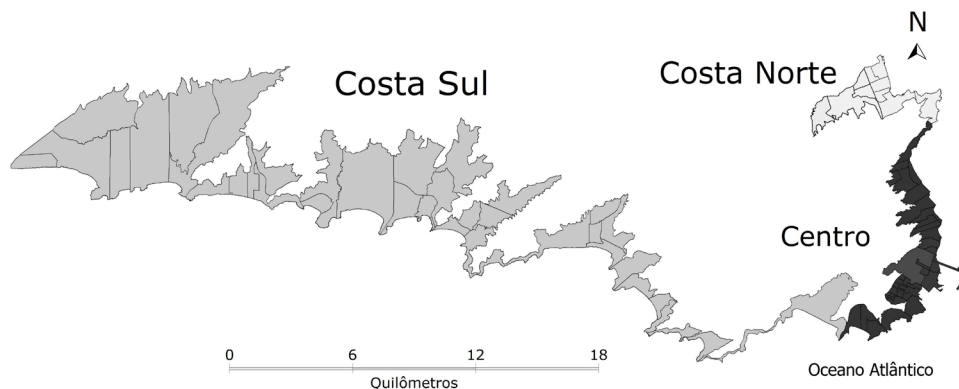 N
Costa Norte
Costa Sul
Centro
0 6 12 18
Quilômetros
Oceano Atlântico